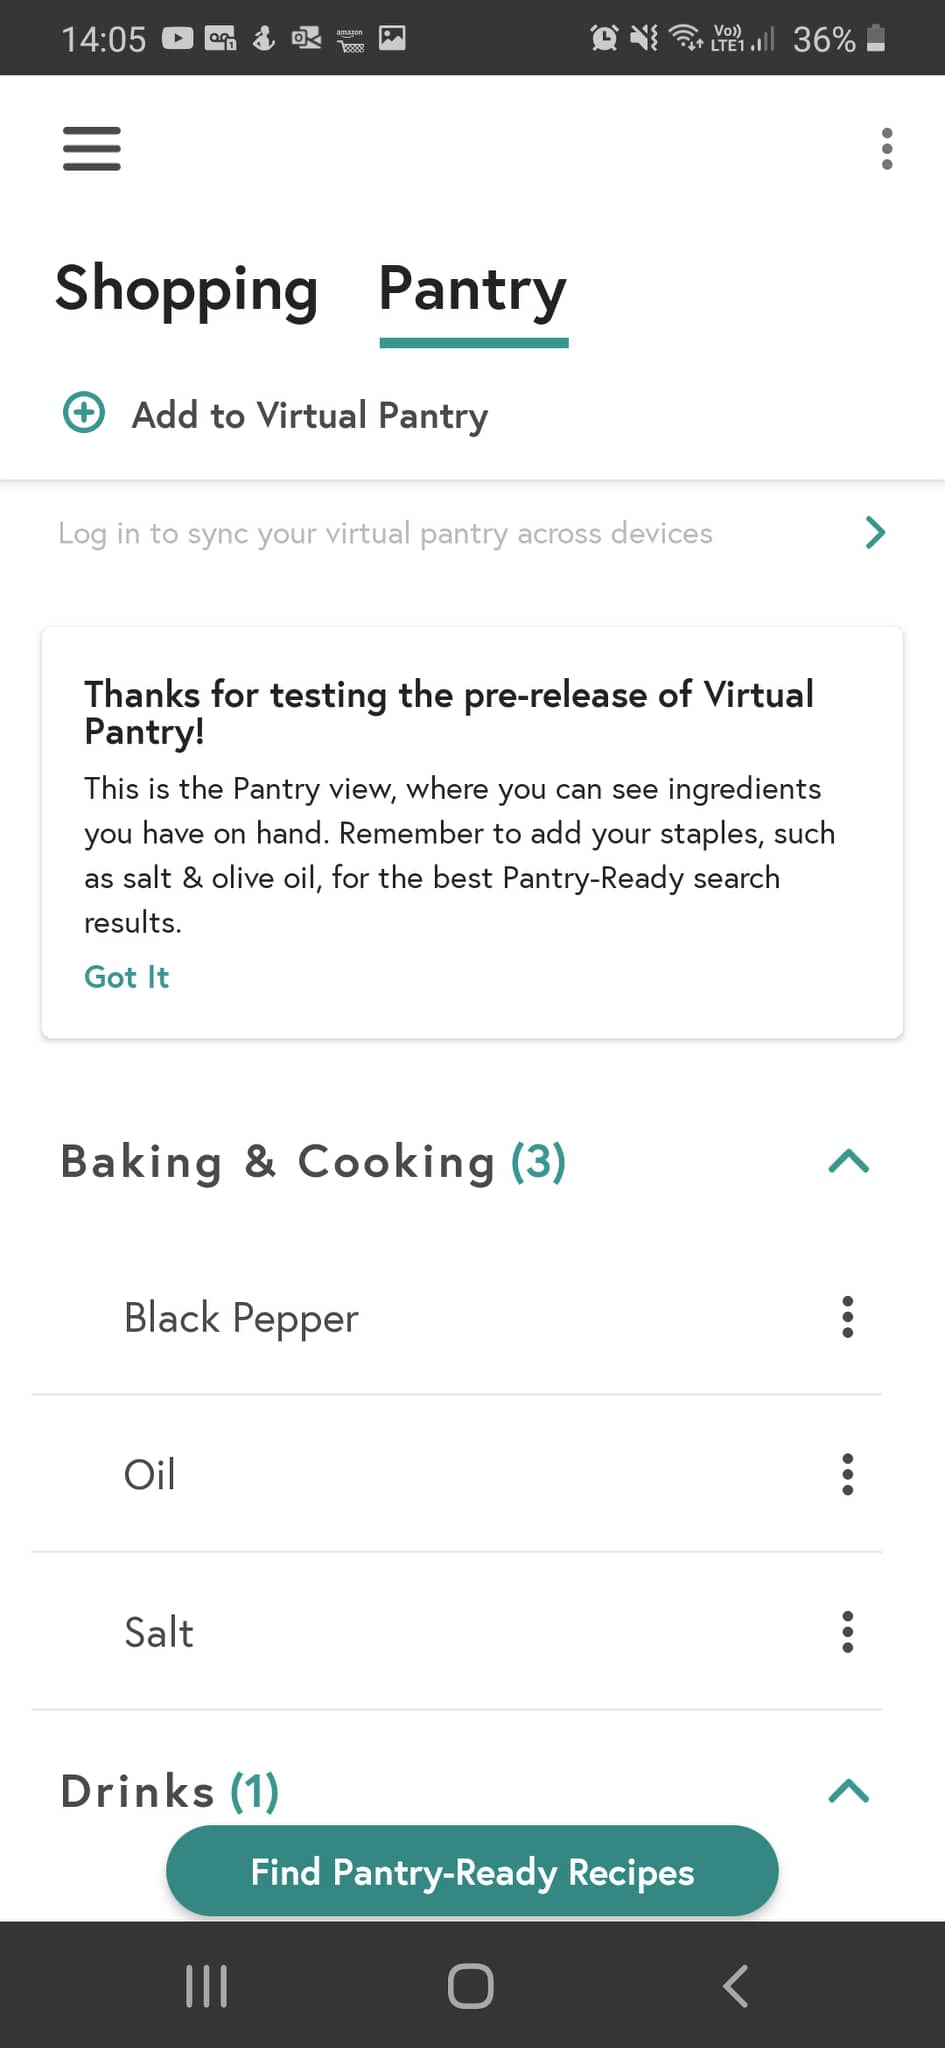 14:05 amazon Vo)) LTE1 36%
Shopping Pantry
Add to Virtual Pantry
Log in to sync your virtual pantry across devices
Thanks for testing the pre-release of Virtual
Pantry!
This is the Pantry view, where you can see ingredients
you have on hand. Remember to add your staples, such
as salt & olive oil, for the best Pantry-Ready search
results.
Got It
Baking & Cooking (3)
Black Pepper
Oil
Salt
Drinks (1)
Find Pantry-Ready Recipes